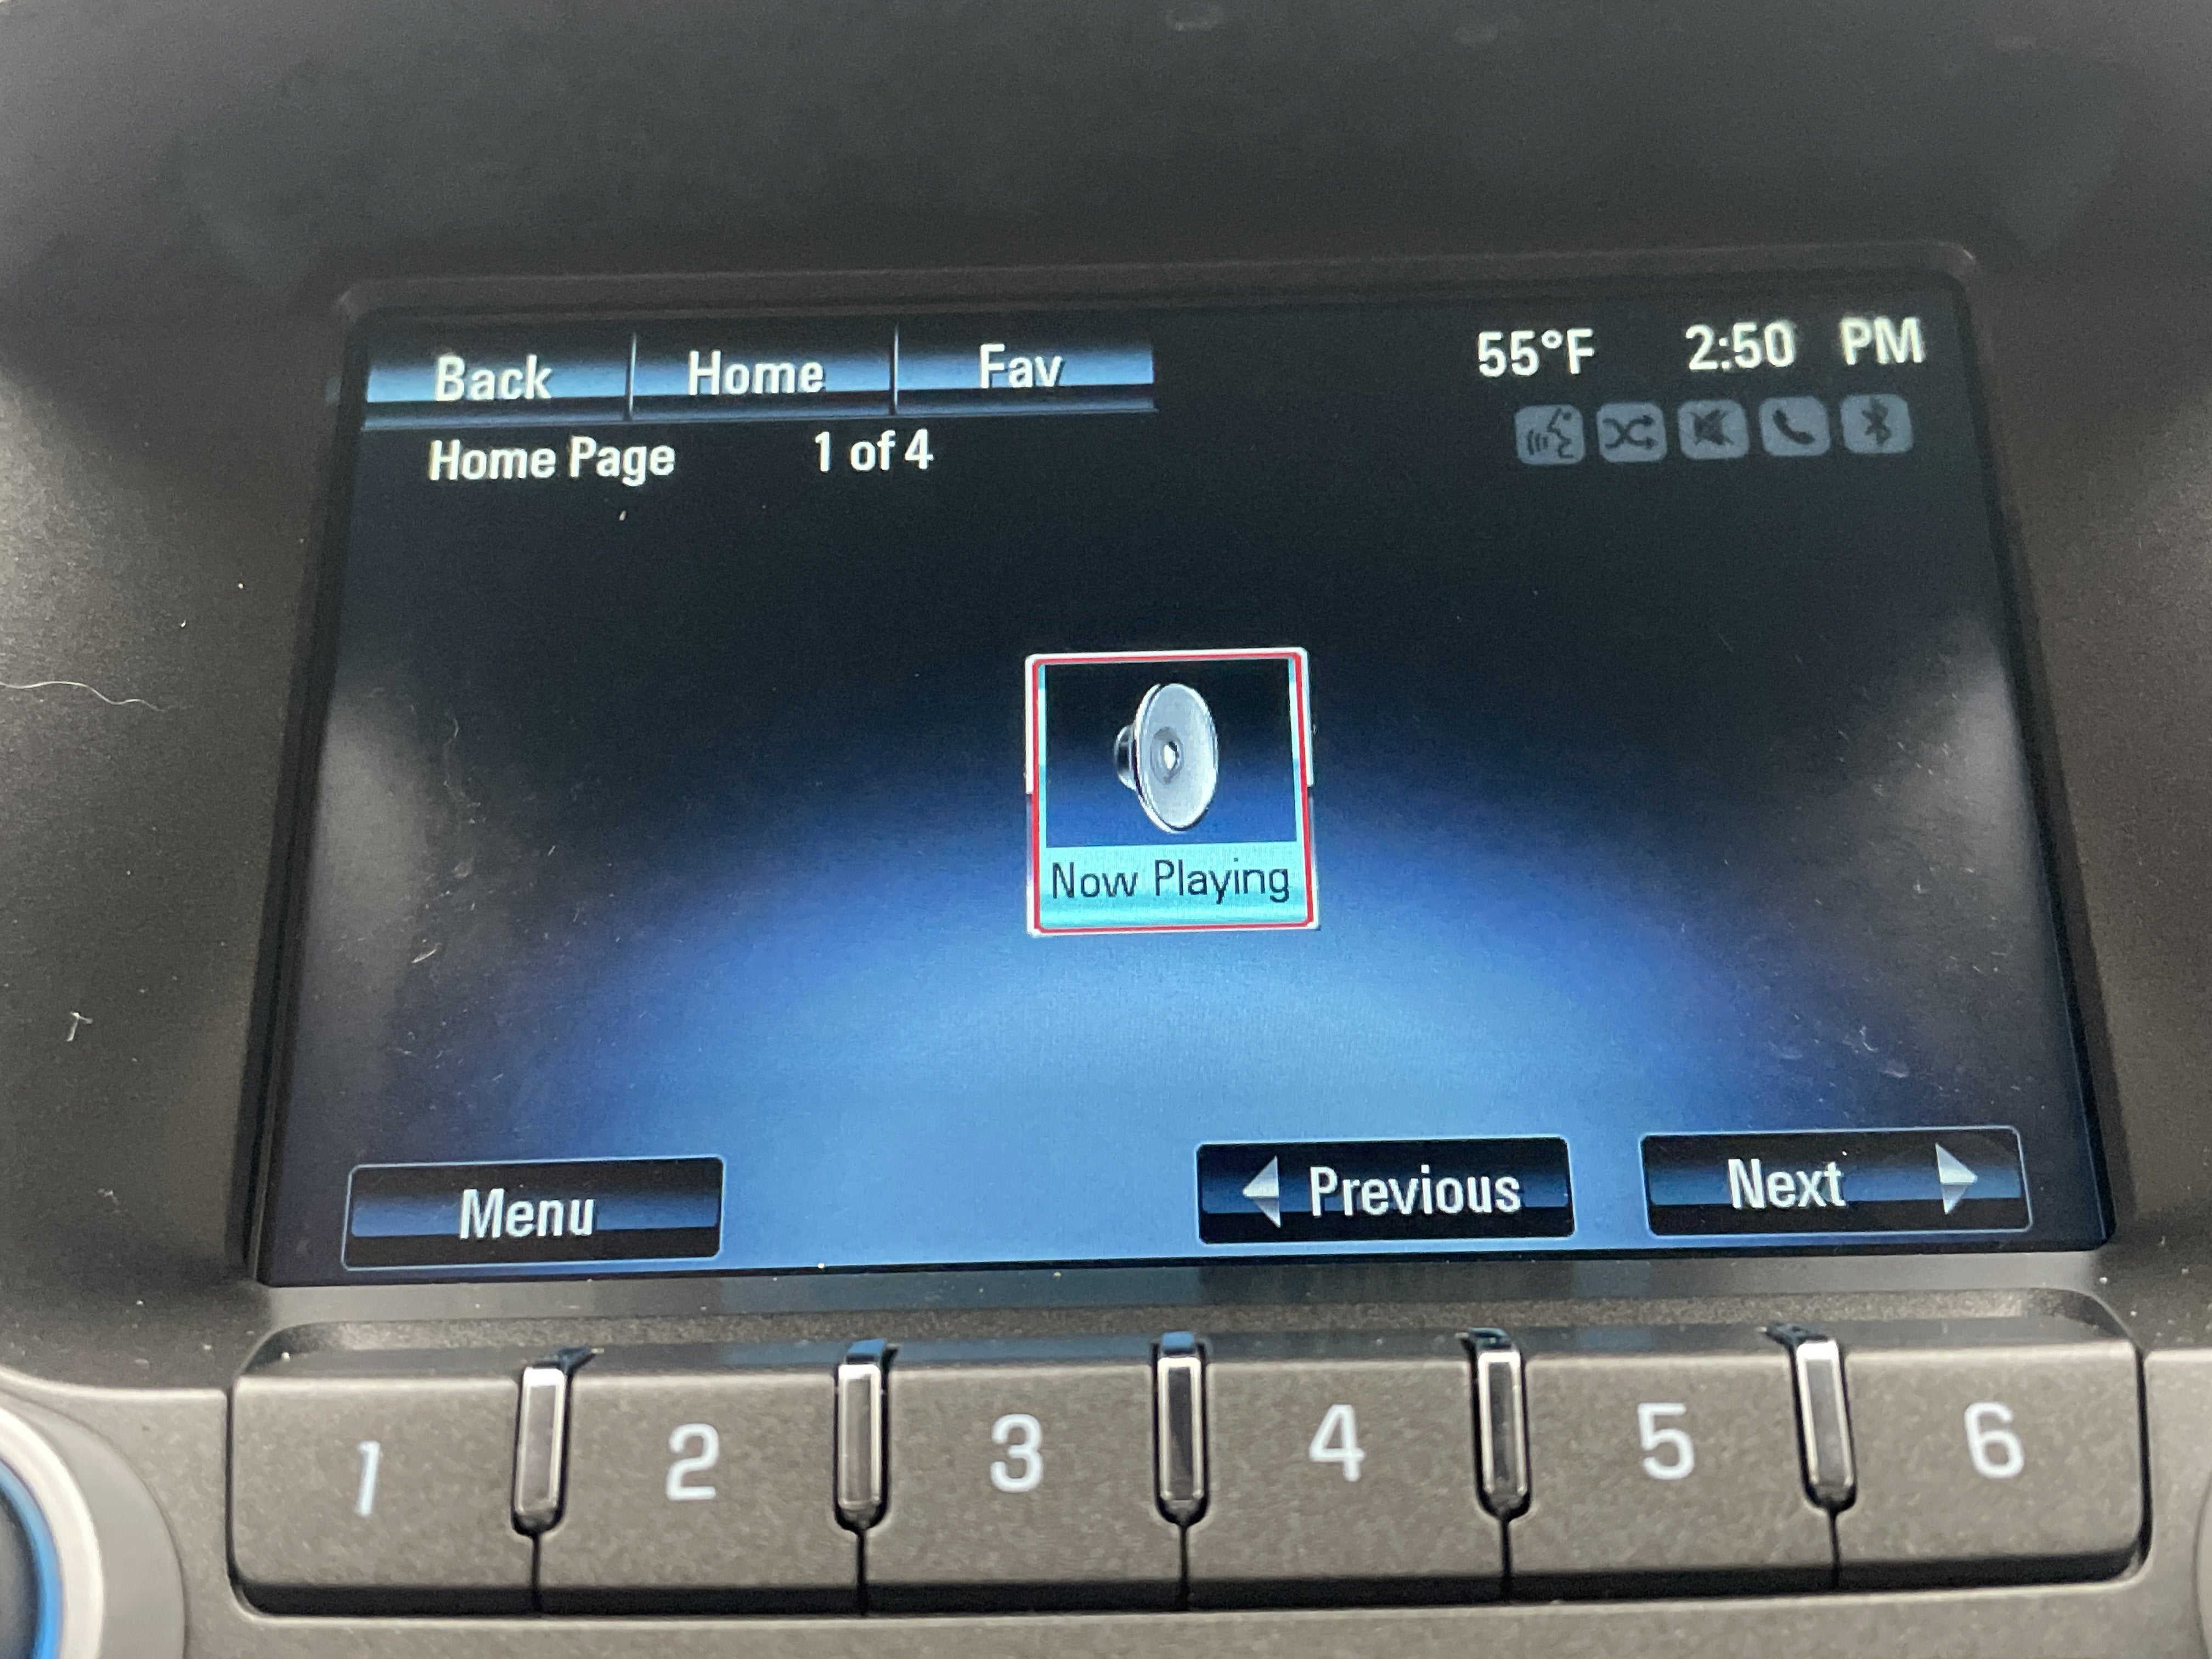 Back Home Fav 55°F 2:50 PM
Home Page 1 of 4
Now Playing
Menu Previous Next
1 2 3 4 5 6